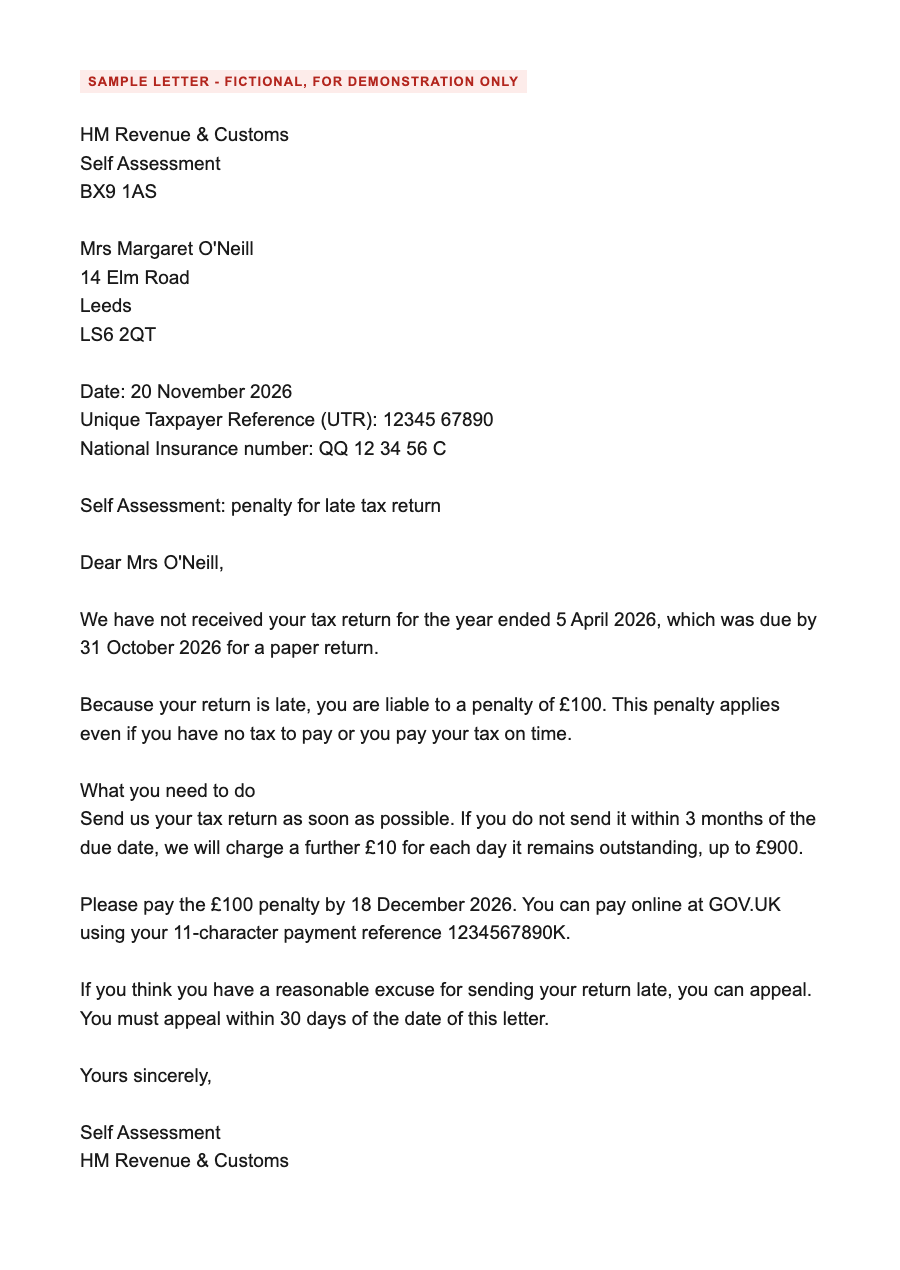 SAMPLE LETTER - FICTIONAL, FOR DEMONSTRATION ONLY
HM Revenue & Customs
Self Assessment
BX9 1AS
Mrs Margaret O'Neill
14 Elm Road
Leeds
LS6 2QT
Date: 20 November 2026
Unique Taxpayer Reference (UTR): 12345 67890
National Insurance number: QQ 12 34 56 C
Self Assessment: penalty for late tax return
Dear Mrs O'Neill,
We have not received your tax return for the year ended 5 April 2026, which was due by
31 October 2026 for a paper return.
Because your return is late, you are liable to a penalty of £100. This penalty applies
even if you have no tax to pay or you pay your tax on time.
What you need to do
Send us your tax return as soon as possible. If you do not send it within 3 months of the
due date, we will charge a further £10 for each day it remains outstanding, up to £900.
Please pay the £100 penalty by 18 December 2026. You can pay online at GOV.UK
using your 11-character payment reference 1234567890K.
If you think you have a reasonable excuse for sending your return late, you can appeal.
You must appeal within 30 days of the date of this letter.
Yours sincerely,
Self Assessment
HM Revenue & Customs